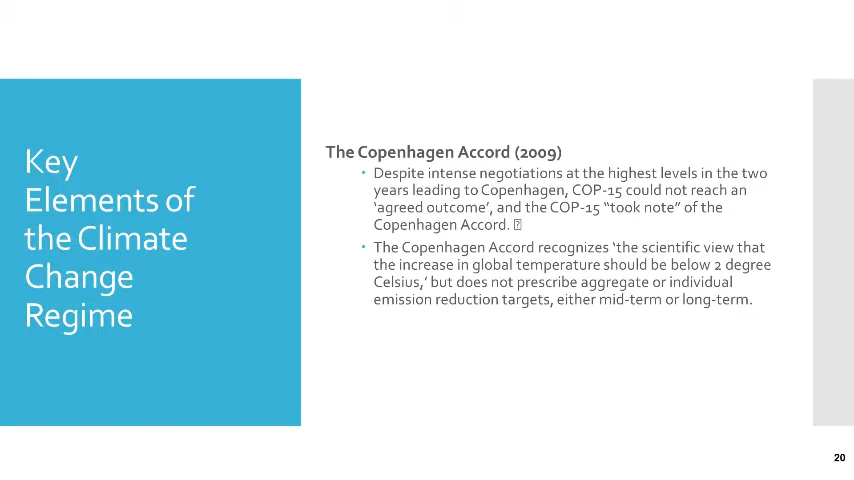 Key
Elements of
the Climate
Change
Regime
The Copenhagen Accord (2009)
• Despite intense negotiations at the highest levels in the two
years leading to Copenhagen, COP-15 could not reach an
‘agreed outcome’, and the COP-15 “took note” of the
Copenhagen Accord.
• The Copenhagen Accord recognizes ‘the scientific view that
the increase in global temperature should be below 2 degree
Celsius,’ but does not prescribe aggregate or individual
emission reduction targets, either mid-term or long-term.
20